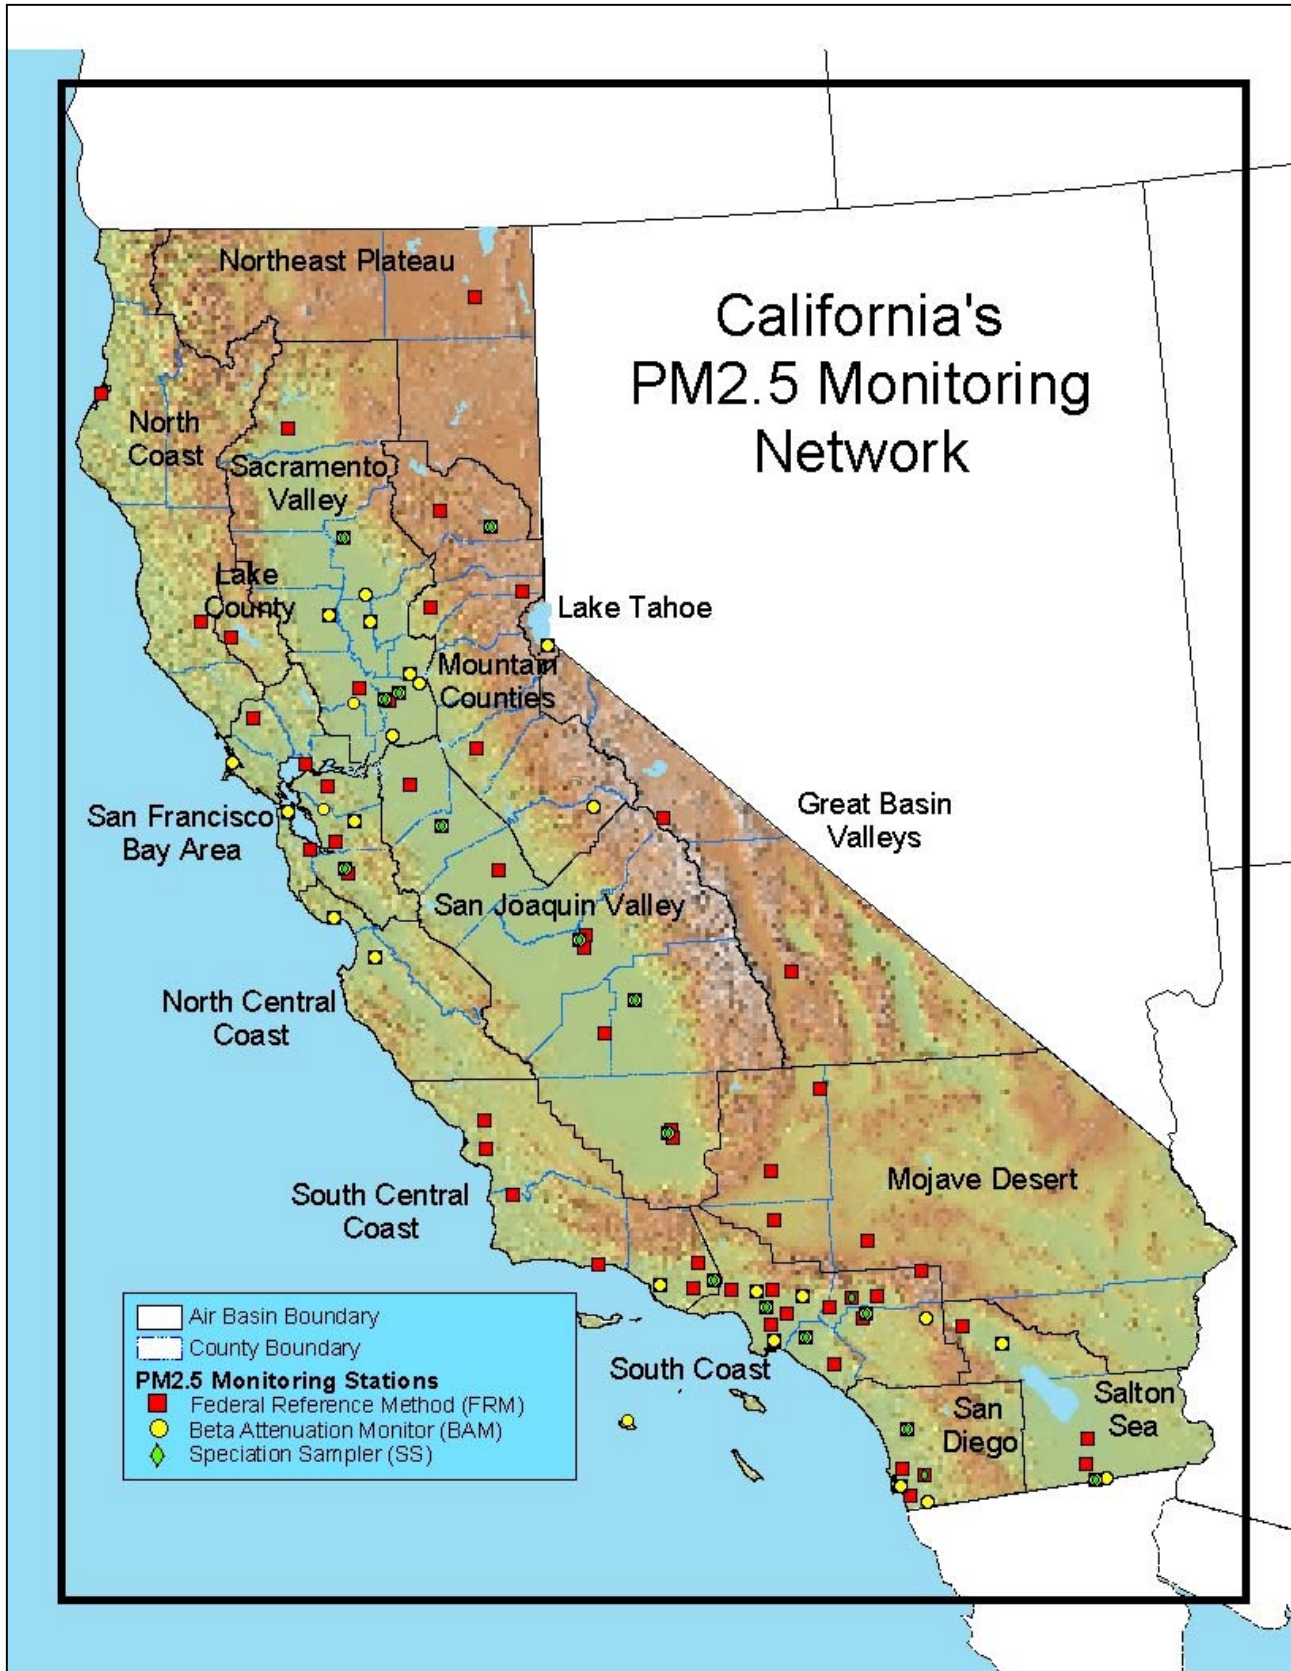 California's
PM2.5 Monitoring
Network
Northeast Plateau
North
Coast
Sacramento
Valley
Lake
County
Lake Tahoe
Mountain
Counties
San Francisco
Bay Area
Great Basin
Valleys
San Joaquin Valley
North Central
Coast
South Central
Coast
Mojave Desert
South Coast
San
Diego
Salton
Sea
Air Basin Boundary
County Boundary
PM2.5 Monitoring Stations
Federal Reference Method (FRM)
Beta Attenuation Monitor (BAM)
Speciation Sampler (SS)